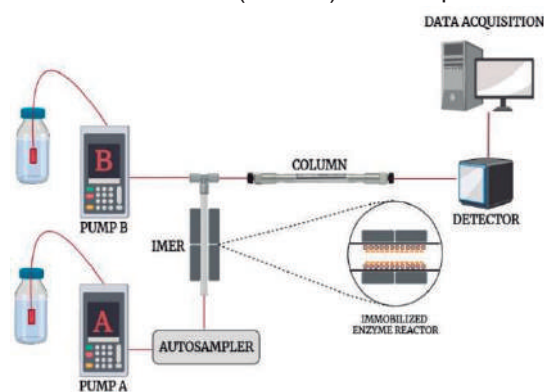 DATA ACQUISITION
B
COLUMN
PUMP B
IMER
DETECTOR
A
IMMOBILIZED
ENZYME REACTOR
AUTOSAMPLER
PUMP A